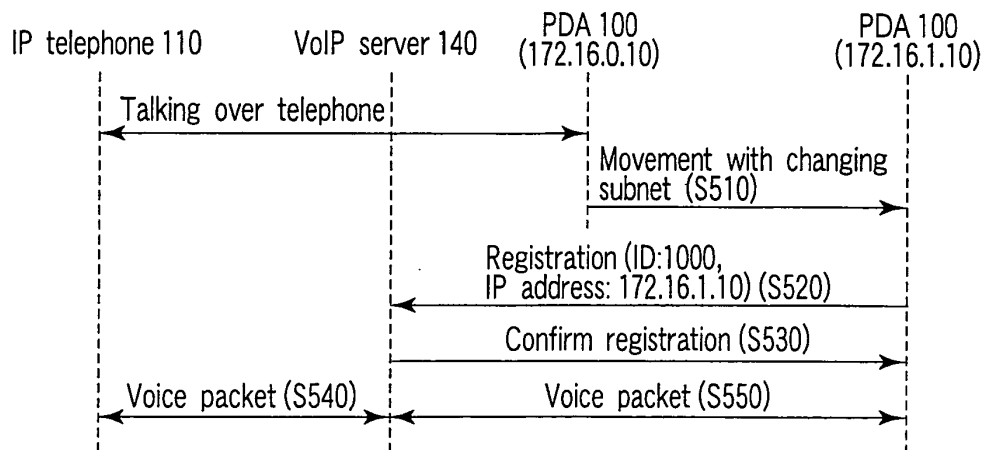 IP telephone 110
VoIP server 140
PDA 100
(172.16.0.10)
PDA 100
(172.16.1.10)
Talking over telephone
Movement with changing
subnet (S510)
Registration (ID:1000,
IP address: 172.16.1.10) (S520)
Confirm registration (S530)
Voice packet (S540)
Voice packet (S550)